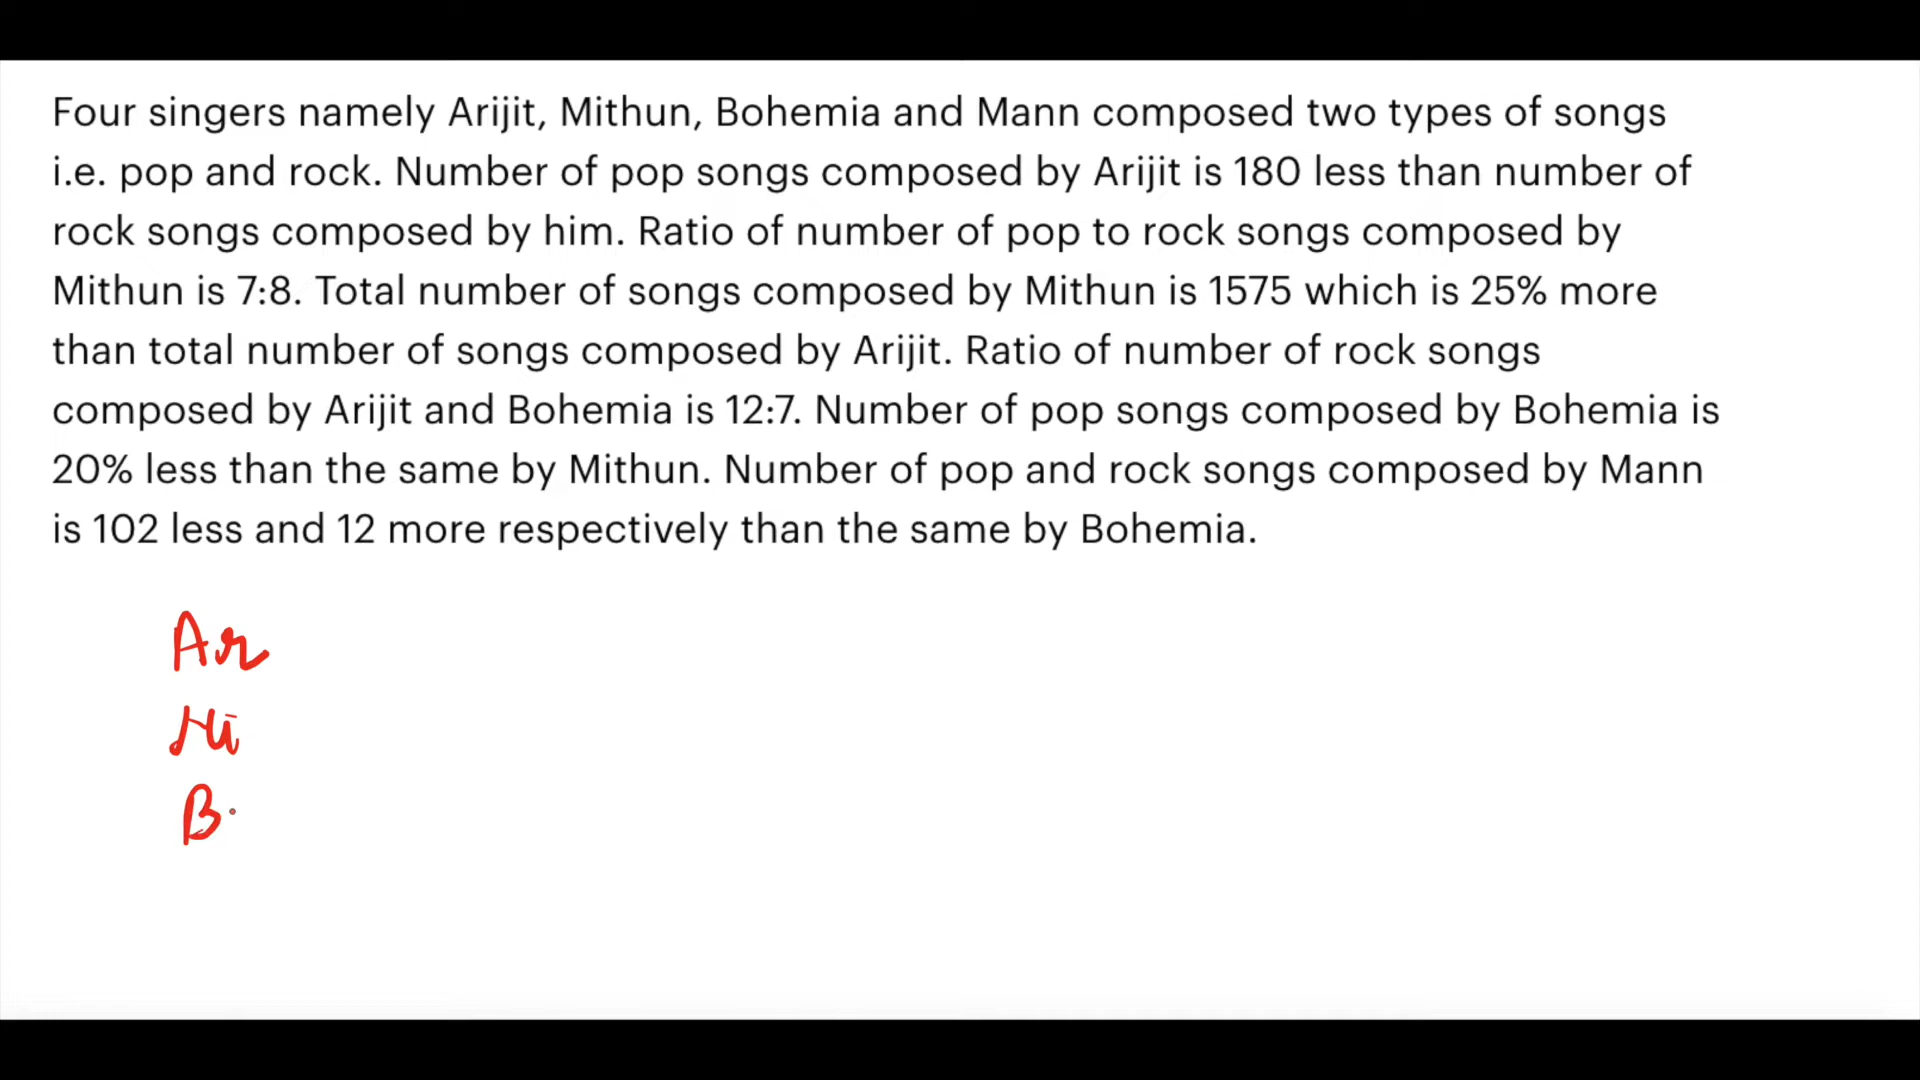 Four singers namely Arijit, Mithun, Bohemia and Mann composed two types of songs
i.e. pop and rock. Number of pop songs composed by Arijit is 180 less than number of
rock songs composed by him. Ratio of number of pop to rock songs composed by
Mithun is 7:8. Total number of songs composed by Mithun is 1575 which is 25% more
than total number of songs composed by Arijit. Ratio of number of rock songs
composed by Arijit and Bohemia is 12:7. Number of pop songs composed by Bohemia is
20% less than the same by Mithun. Number of pop and rock songs composed by Mann
is 102 less and 12 more respectively than the same by Bohemia.
Ar
Mi
B